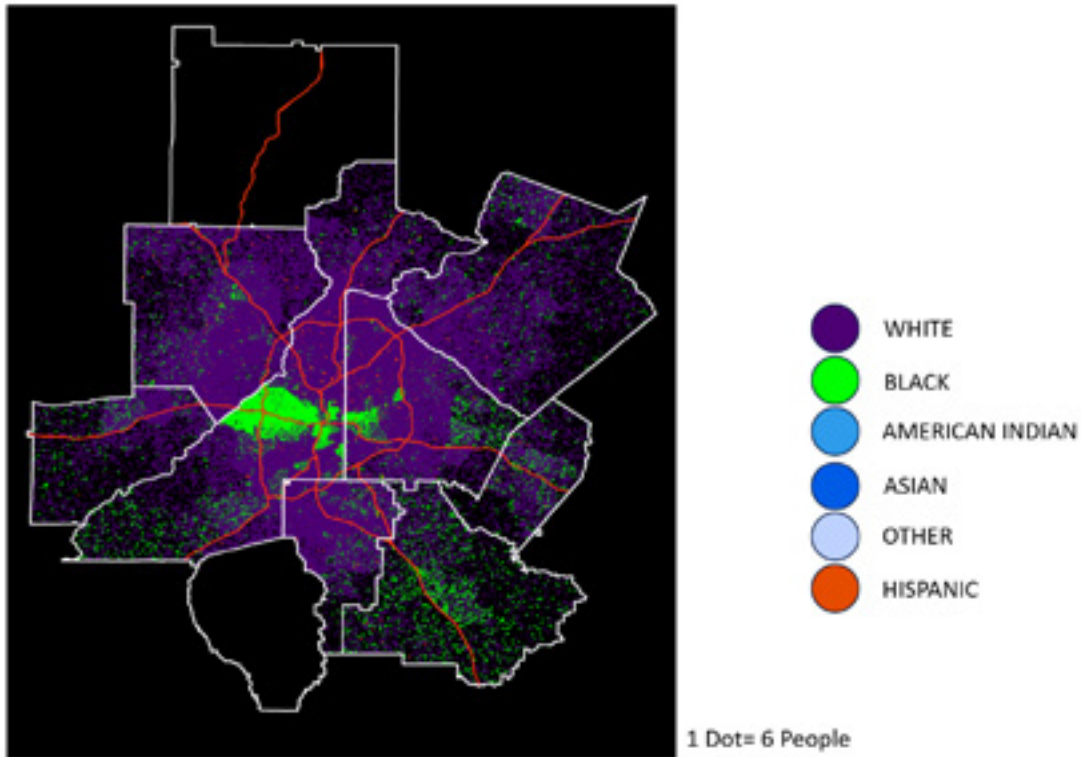 WHITE
BLACK
AMERICAN INDIAN
ASIAN
OTHER
HISPANIC
1 Dot= 6 People